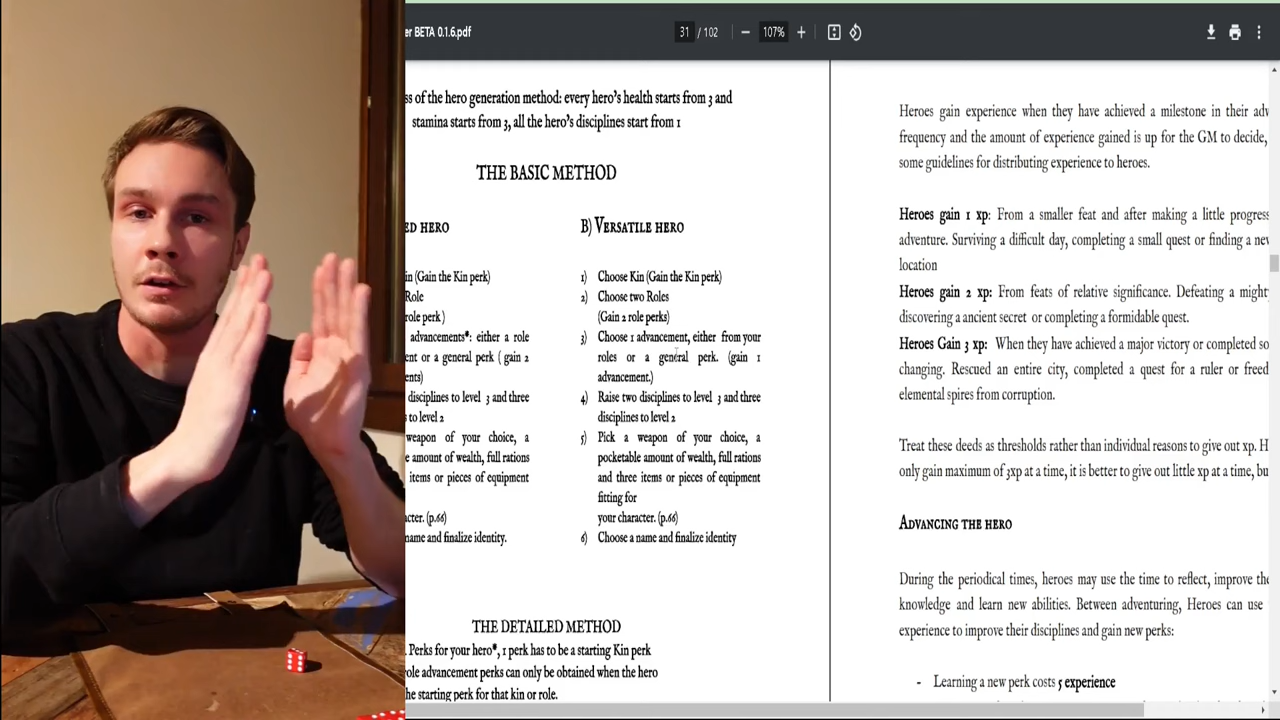 er BETA 0.1.6.pdf
31 / 102
107%
ss of the hero generation method: every hero's health starts from 3 and
stamina starts from 3, all the hero's disciplines start from 1
THE BASIC METHOD
ED HERO
in (Gain the Kin perk)
Role
role perk )
advancements*: either a role
ent or a general perk ( gain 2
ents)
disciplines to level 3 and three
s to level 2
weapon of your choice, a
e amount of wealth, full rations
items or pieces of equipment
cter. (p.66)
name and finalize identity.
B) VERSATILE HERO
1) Choose Kin (Gain the Kin perk)
2) Choose two Roles
(Gain 2 role perks)
3) Choose 1 advancement, either from your
roles or a general perk. (gain 1
advancement.)
4) Raise two disciplines to level 3 and three
disciplines to level 2
5) Pick a weapon of your choice, a
pocketable amount of wealth, full rations
and three items or pieces of equipment
fitting for
your character. (p.66)
6) Choose a name and finalize identity
THE DETAILED METHOD
. Perks for your hero*, 1 perk has to be a starting Kin perk
ole advancement perks can only be obtained when the hero
he starting perk for that kin or role.
Heroes gain experience when they have achieved a milestone in their adv
frequency and the amount of experience gained is up for the GM to decide,
some guidelines for distributing experience to heroes.
Heroes gain 1 xp: From a smaller feat and after making a little progress
adventure. Surviving a difficult day, completing a small quest or finding a new
location
Heroes gain 2 xp: From feats of relative significance. Defeating a might
discovering a ancient secret or completing a formidable quest.
Heroes Gain 3 xp: When they have achieved a major victory or completed so
changing. Rescued an entire city, completed a quest for a ruler or freed
elemental spires from corruption.
Treat these deeds as thresholds rather than individual reasons to give out xp. H
only gain maximum of 3xp at a time, it is better to give out little xp at a time, bu
ADVANCING THE HERO
During the periodical times, heroes may use the time to reflect, improve the
knowledge and learn new abilities. Between adventuring, Heroes can use
experience to improve their disciplines and gain new perks:
- Learning a new perk costs 5 experience